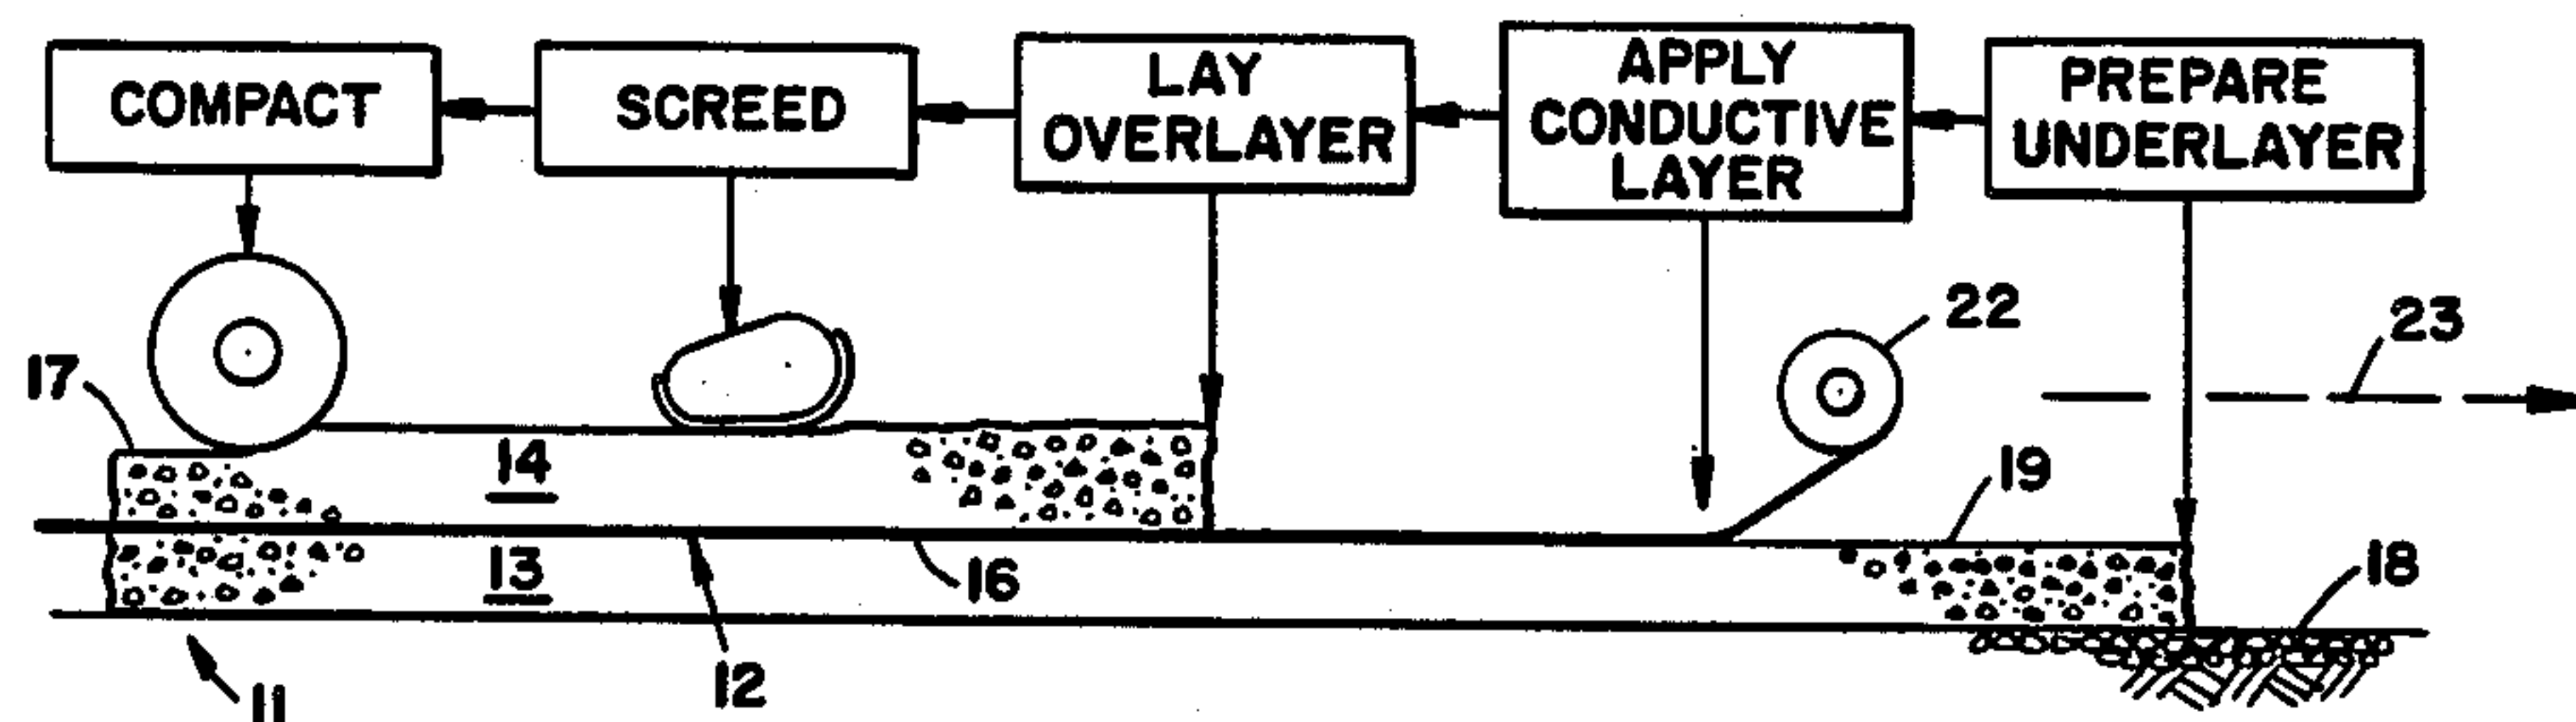 COMPACT
SCREED
LAY
OVERLAYER
APPLY
CONDUCTIVE
LAYER
PREPARE
UNDERLAYER
22
23
17
14
19
13
16
18
12
11